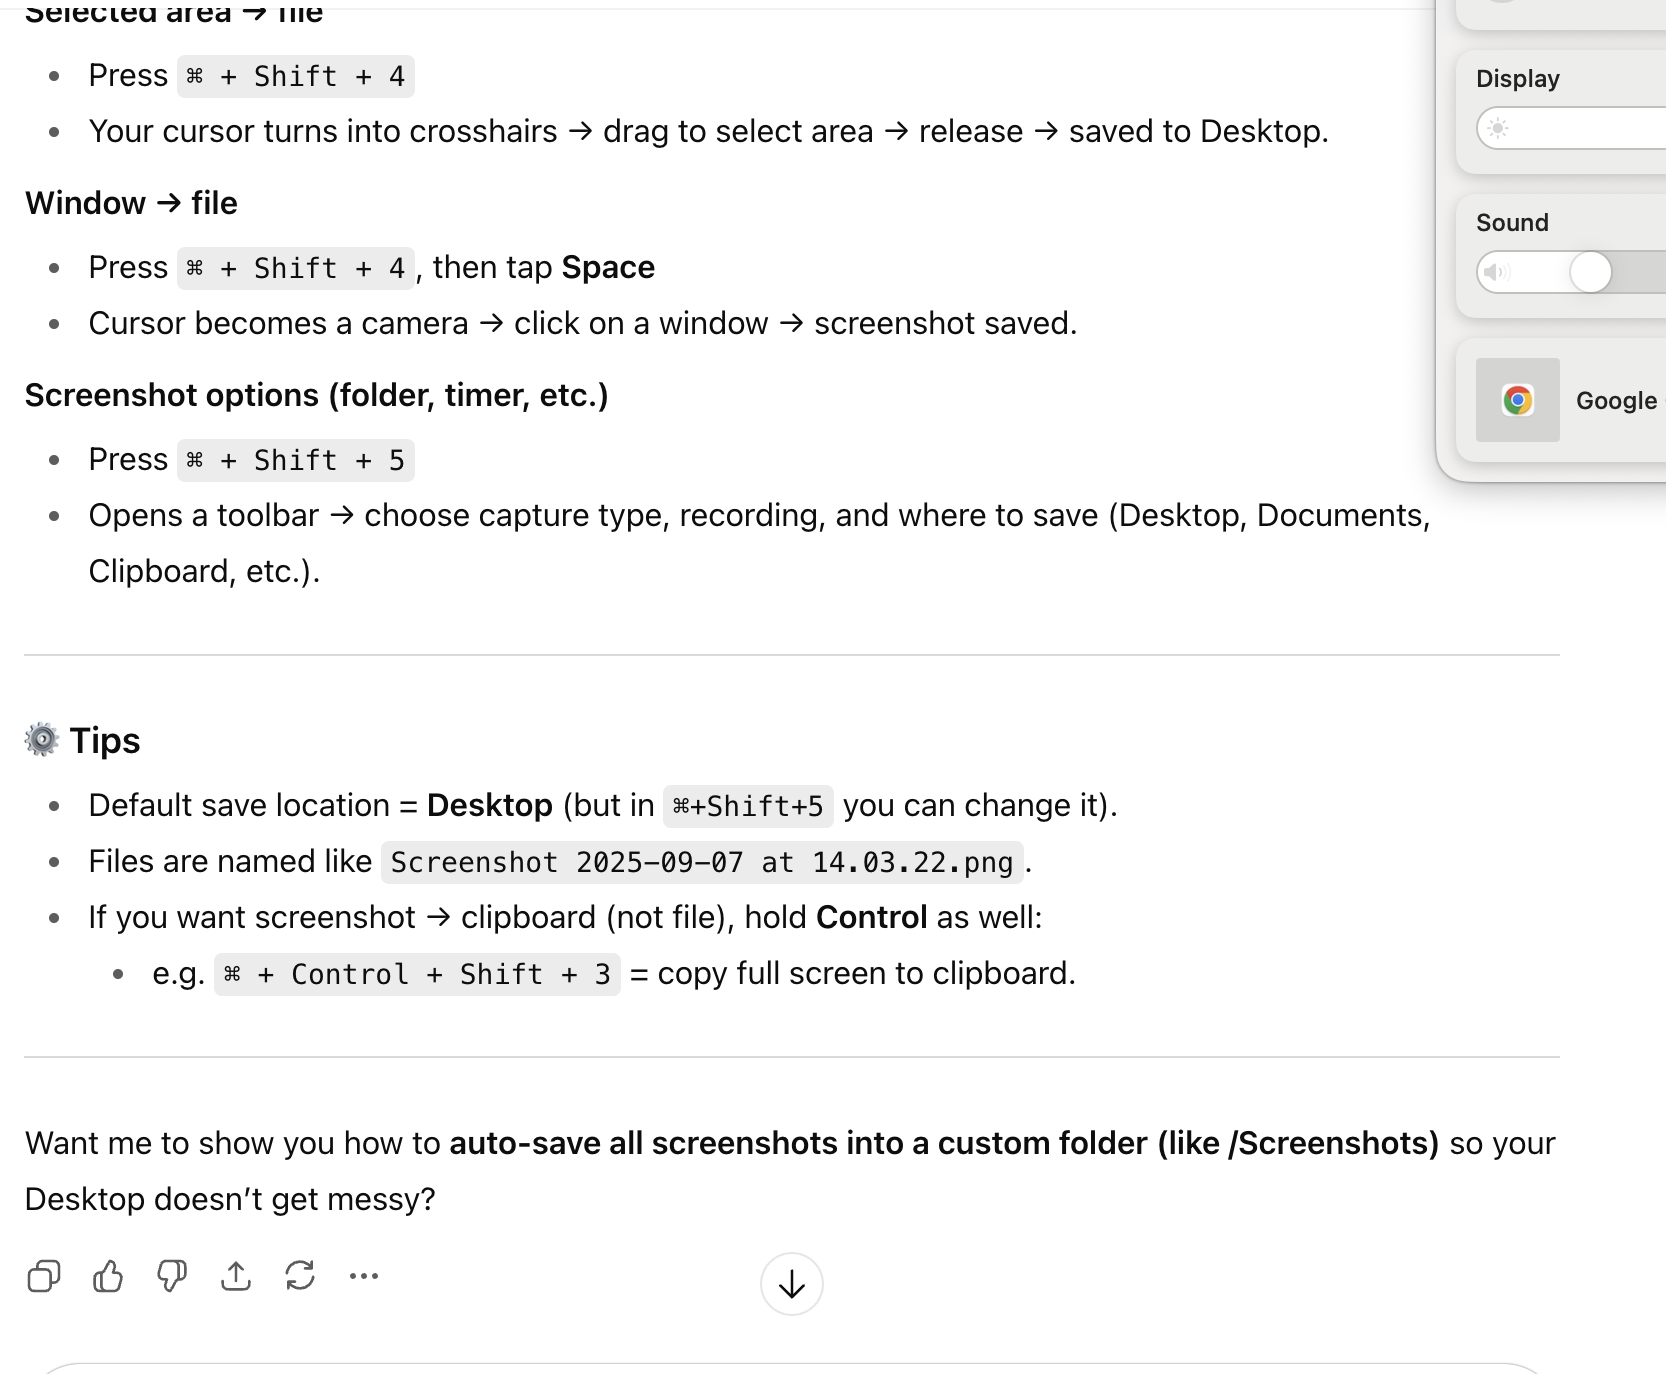 Selected area → file
Press ⌘ + Shift + 4
Your cursor turns into crosshairs → drag to select area → release → saved to Desktop.
Window → file
Press ⌘ + Shift + 4, then tap Space
Cursor becomes a camera → click on a window → screenshot saved.
Screenshot options (folder, timer, etc.)
Press ⌘ + Shift + 5
Opens a toolbar → choose capture type, recording, and where to save (Desktop, Documents,
Clipboard, etc.).
⚙️ Tips
Default save location = Desktop (but in ⌘+Shift+5 you can change it).
Files are named like Screenshot 2025-09-07 at 14.03.22.png.
If you want screenshot → clipboard (not file), hold Control as well:
e.g. ⌘ + Control + Shift + 3 = copy full screen to clipboard.
Want me to show you how to auto-save all screenshots into a custom folder (like /Screenshots) so your
Desktop doesn’t get messy?
Display
Sound
Google